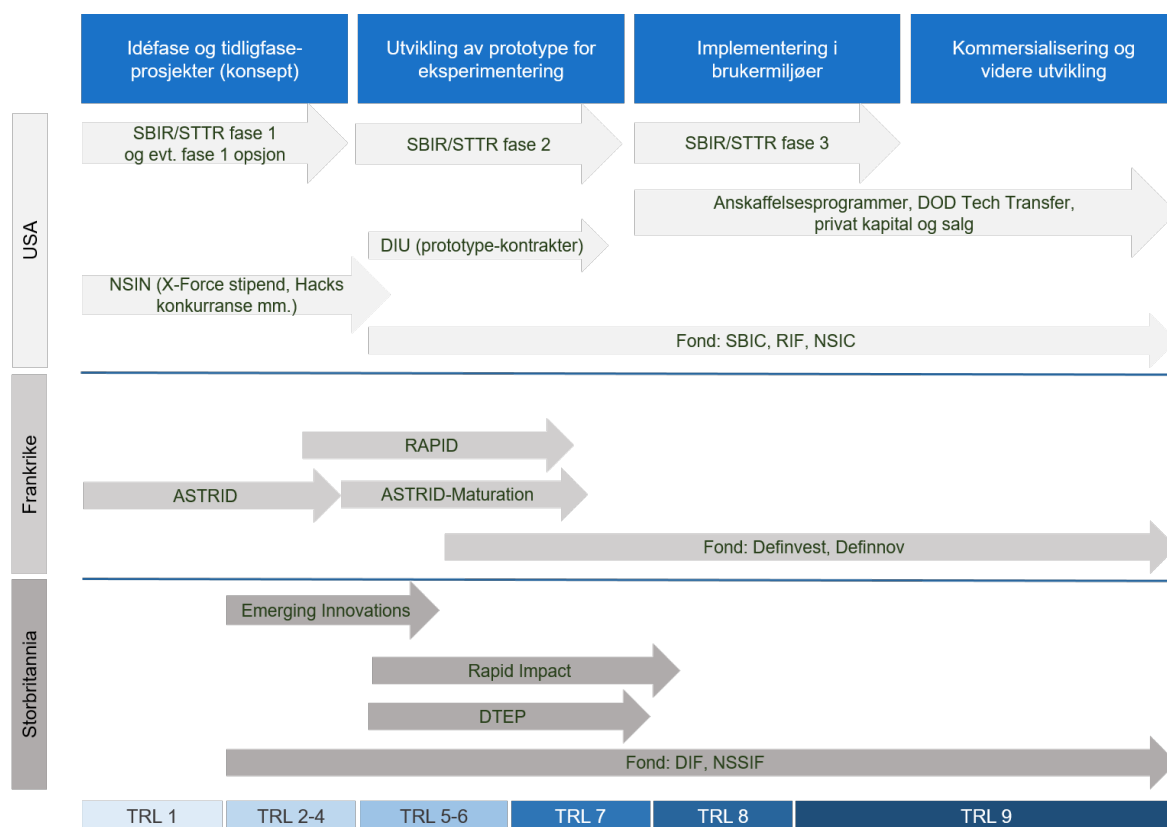 Idéfase og tidligfase-
prosjekter (konsept)
Utvikling av prototype for
eksperimentering
Implementering i
brukermiljøer
Kommersialisering og
videre utvikling
USA
SBIR/STTR fase 1
og evt. fase 1 opsjon
SBIR/STTR fase 2
SBIR/STTR fase 3
Anskaffelsesprogrammer, DOD Tech Transfer,
privat kapital og salg
DIU (prototype-kontrakter)
NSIN (X-Force stipend, Hacks
konkurranse mm.)
Fond: SBIC, RIF, NSIC
Frankrike
RAPID
ASTRID
ASTRID-Maturation
Fond: Definvest, Definnov
Storbritannia
Emerging Innovations
Rapid Impact
DTEP
Fond: DIF, NSSIF
TRL 1
TRL 2-4
TRL 5-6
TRL 7
TRL 8
TRL 9